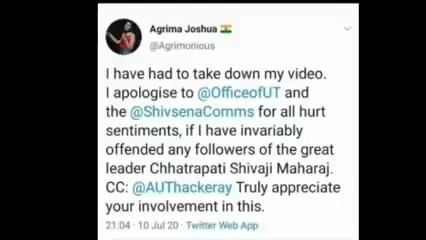 Agrima Joshua 🇮🇳
@Agrimonious
I have had to take down my video.
I apologise to @OfficeofUT and
the @ShivsenaComms for all hurt
sentiments, if I have invariably
offended any followers of the great
leader Chhatrapati Shivaji Maharaj.
CC: @AUThackeray Truly appreciate
your involvement in this.
21:04 · 10 Jul 20 · Twitter Web App